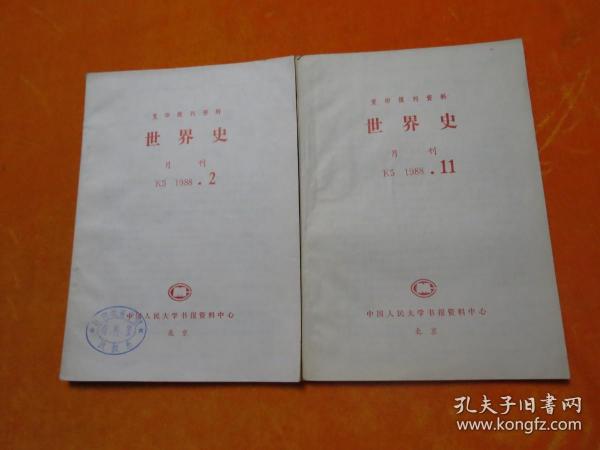 复印报刊资料
世界史
月刊
K5 1988.2
中国人民大学书报资料中心
北京
复印报刊资料
世界史
月刊
K5 1988.11
中国人民大学书报资料中心
北京
孔夫子旧书网
www.kongfz.com